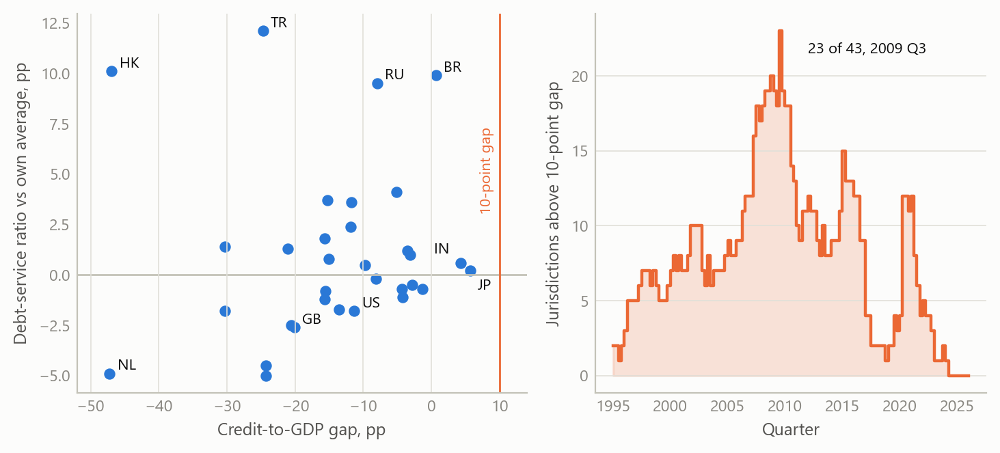 12.5
10.0
7.5
5.0
2.5
0.0
−2.5
−5.0
Debt-service ratio vs own average, pp
TR
HK
BR
RU
10-point gap
IN
JP
US
GB
NL
−50
−40
−30
−20
−10
0
10
Credit-to-GDP gap, pp
20
15
10
5
0
Jurisdictions above 10-point gap
23 of 43, 2009 Q3
1995
2000
2005
2010
2015
2020
2025
Quarter